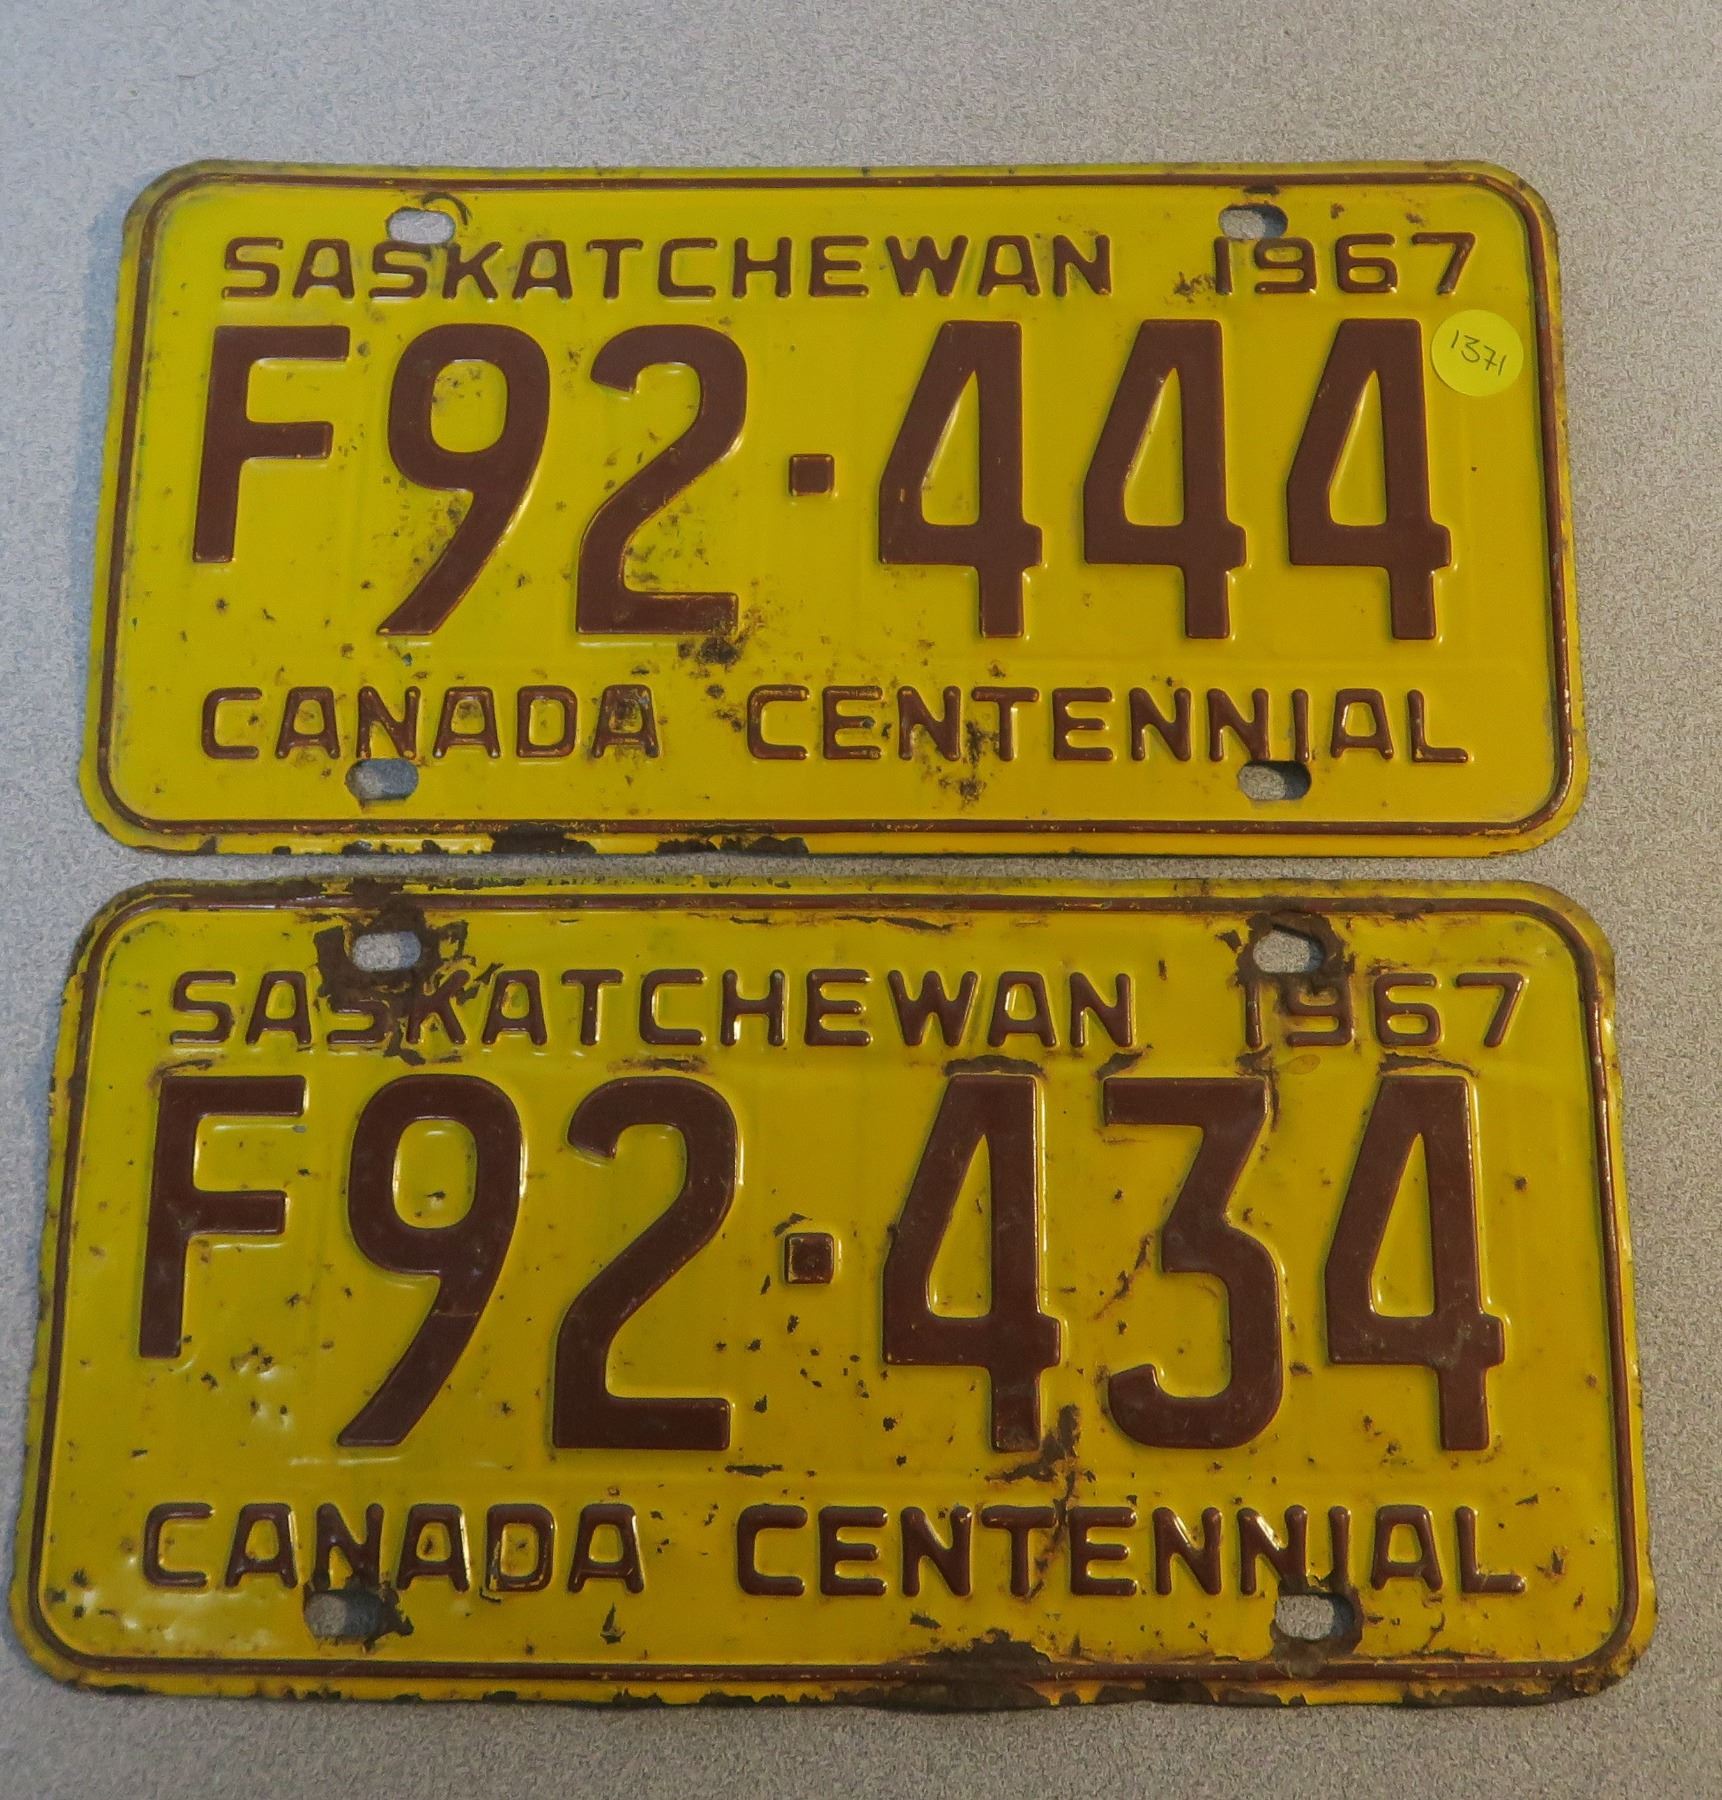 SASKATCHEWAN 1967
F92·444
1371
CANADA CENTENNIAL
SASKATCHEWAN 1967
F92·434
CANADA CENTENNIAL